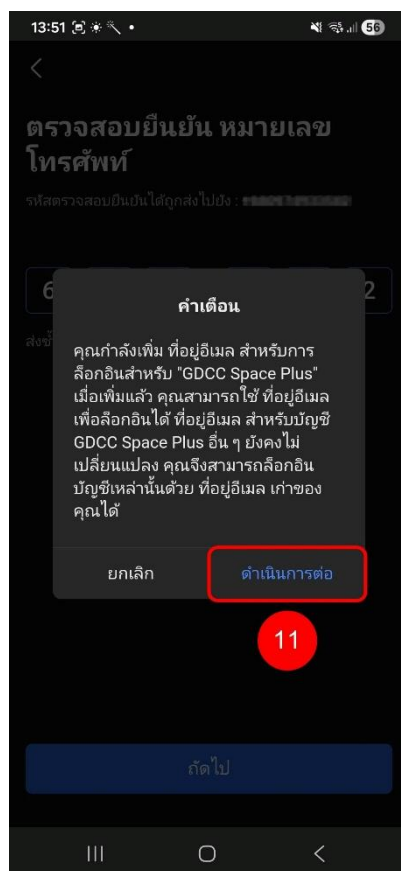 13:51
56
ตรวจสอบยืนยัน หมายเลข
โทรศัพท์
รหัสตรวจสอบยืนยันได้ถูกส่งไปยัง :
6 2
ส่งซ้ำ
คำเตือน
คุณกำลังเพิ่ม ที่อยู่อีเมล สำหรับการ
ล็อกอินสำหรับ "GDCC Space Plus"
เมื่อเพิ่มแล้ว คุณสามารถใช้ ที่อยู่อีเมล
เพื่อล็อกอินได้ ที่อยู่อีเมล สำหรับบัญชี
GDCC Space Plus อื่น ๆ ยังคงไม่
เปลี่ยนแปลง คุณจึงสามารถล็อกอิน
บัญชีเหล่านั้นด้วย ที่อยู่อีเมล เก่าของ
คุณได้
ยกเลิก
ดำเนินการต่อ
11
ถัดไป